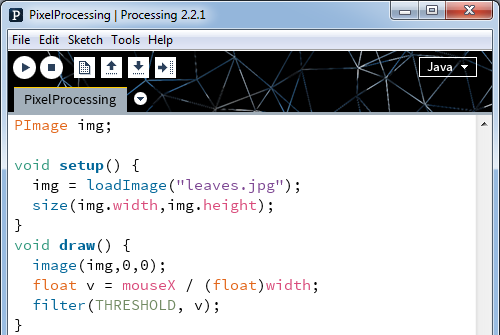 P PixelProcessing | Processing 2.2.1
File Edit Sketch Tools Help
Java
PixelProcessing
PImage img;
void setup() {
img = loadImage("leaves.jpg");
size(img.width,img.height);
}
void draw() {
image(img,0,0);
float v = mouseX / (float)width;
filter(THRESHOLD, v);
}